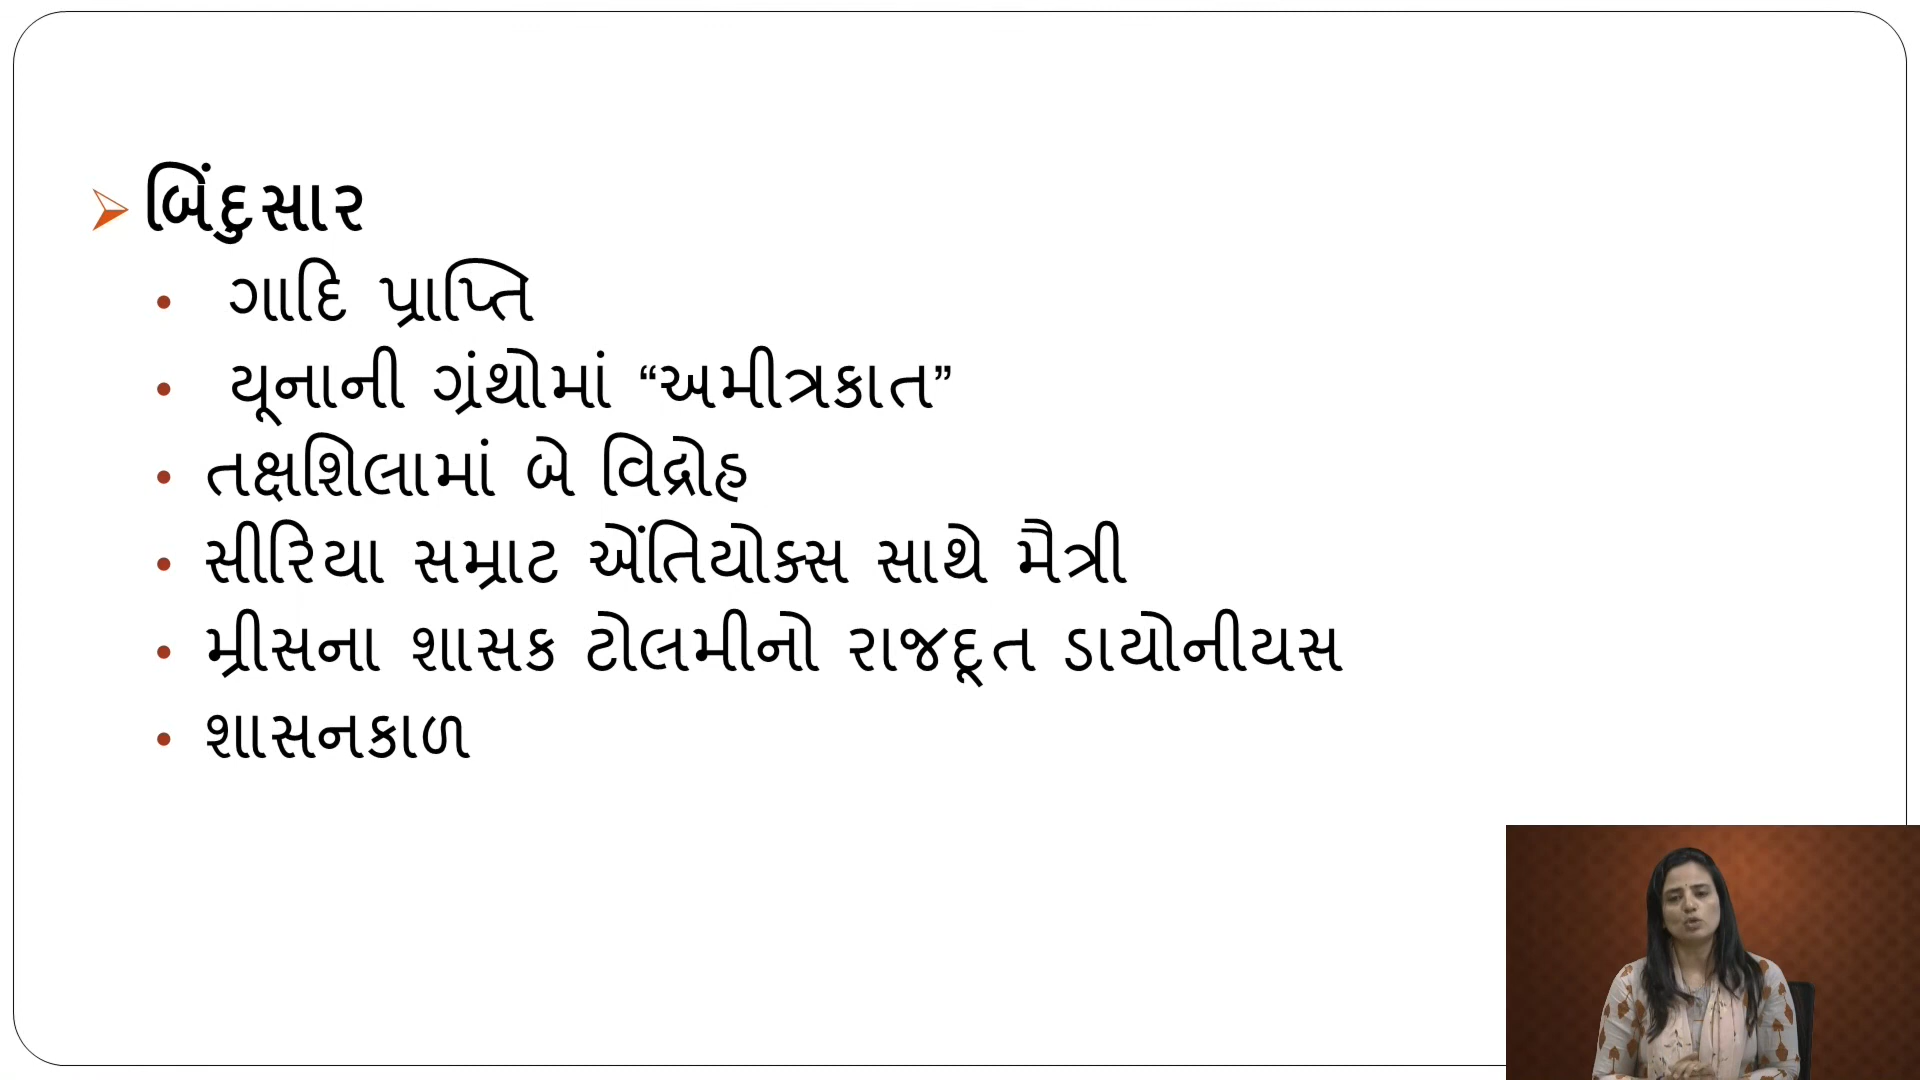 બિંદુસાર
ગાદિ પ્રાપ્તિ
યૂનાની ગ્રંથોમાં “અમીત્રકાત”
તક્ષશિલામાં બે વિદ્રોહ
સીરિયા સમ્રાટ એંતિયોક્સ સાથે મૈત્રી
મ્રીસના શાસક ટોલમીનો રાજદૂત ડાયોનીયસ
શાસનકાળ